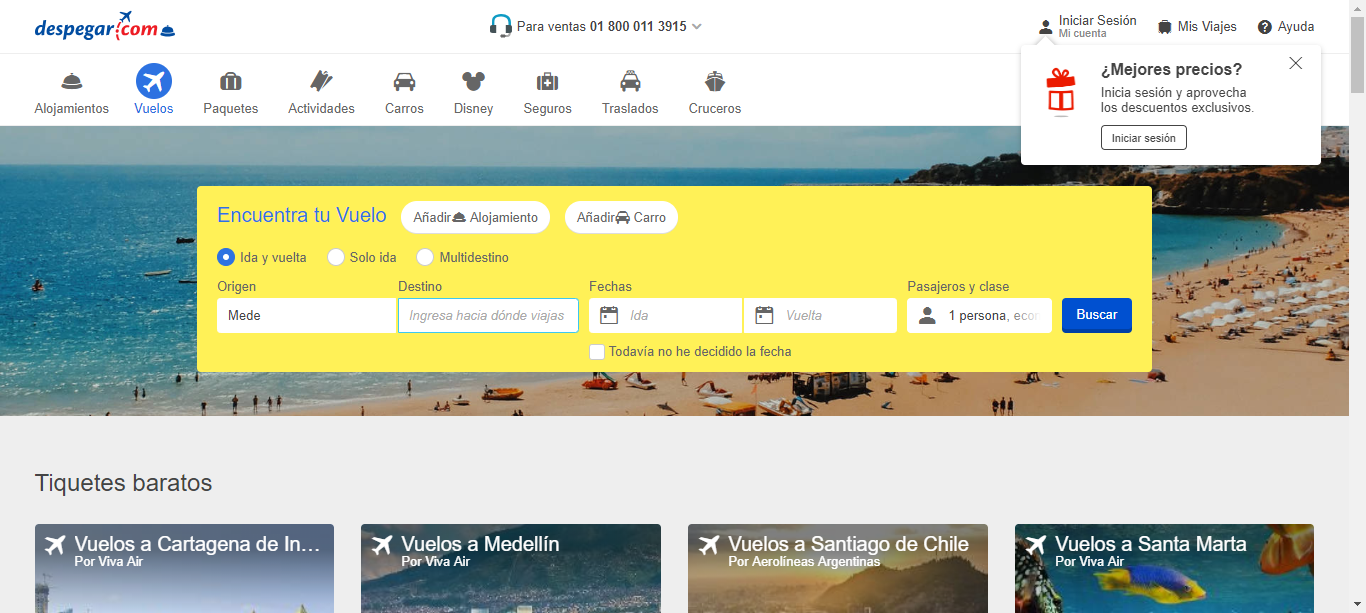 despegar.com
Para ventas 01 800 011 3915
Iniciar Sesión
Mi cuenta
Mis Viajes
Ayuda
¿Mejores precios?
Inicia sesión y aprovecha
los descuentos exclusivos.
Iniciar sesión
Alojamientos
Vuelos
Paquetes
Actividades
Carros
Disney
Seguros
Traslados
Cruceros
Encuentra tu Vuelo
Añadir Alojamiento
Añadir Carro
Ida y vuelta
Solo ida
Multidestino
Origen
Destino
Fechas
Pasajeros y clase
Mede
Ingresa hacia dónde viajas
Ida
Vuelta
1 persona, econ
Buscar
Todavía no he decidido la fecha
Tiquetes baratos
Vuelos a Cartagena de In...
Por Viva Air
Vuelos a Medellín
Por Viva Air
Vuelos a Santiago de Chile
Por Aerolíneas Argentinas
Vuelos a Santa Marta
Por Viva Air